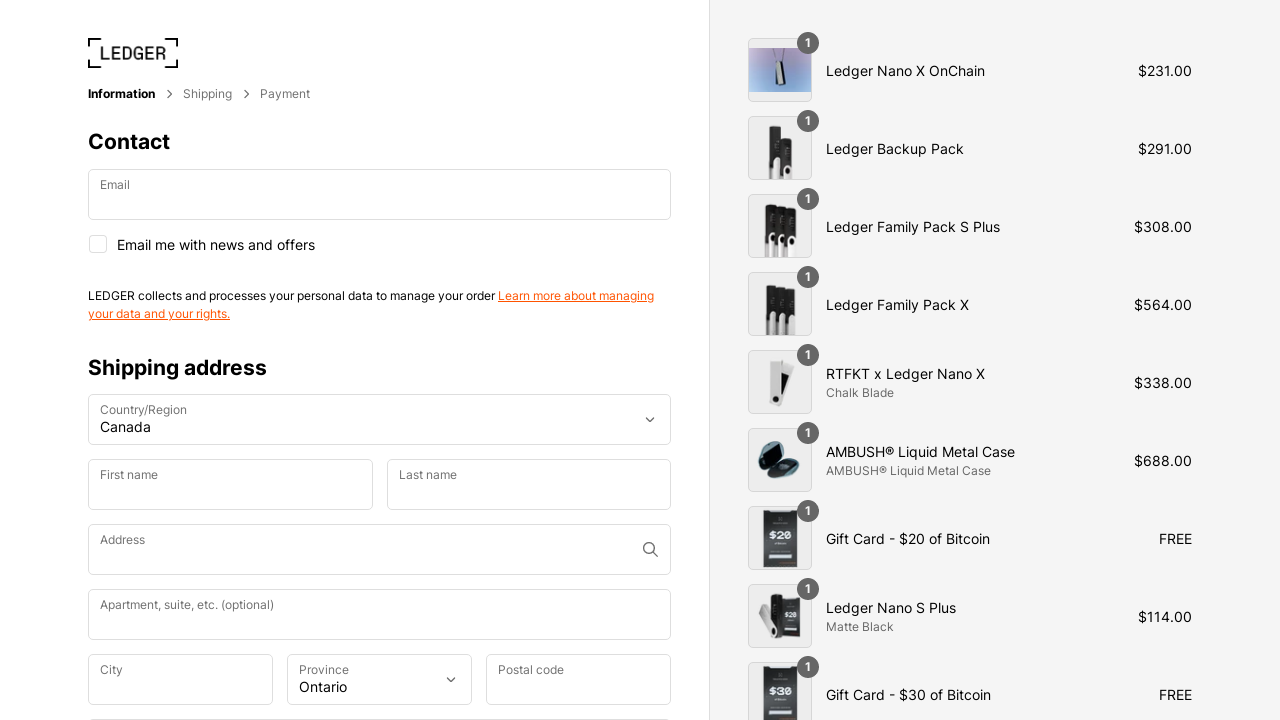 LEDGER
Information > Shipping > Payment
Contact
Email
Email me with news and offers
LEDGER collects and processes your personal data to manage your order Learn more about managing
your data and your rights.
Shipping address
Country/Region
Canada
First name
Last name
Address
Apartment, suite, etc. (optional)
City
Province
Ontario
Postal code
1
Ledger Nano X OnChain
$231.00
1
Ledger Backup Pack
$291.00
1
Ledger Family Pack S Plus
$308.00
1
Ledger Family Pack X
$564.00
1
RTFKT x Ledger Nano X
Chalk Blade
$338.00
1
AMBUSH® Liquid Metal Case
AMBUSH® Liquid Metal Case
$688.00
1
$20
Gift Card - $20 of Bitcoin
FREE
1
$20
Ledger Nano S Plus
Matte Black
$114.00
1
$30
Gift Card - $30 of Bitcoin
FREE